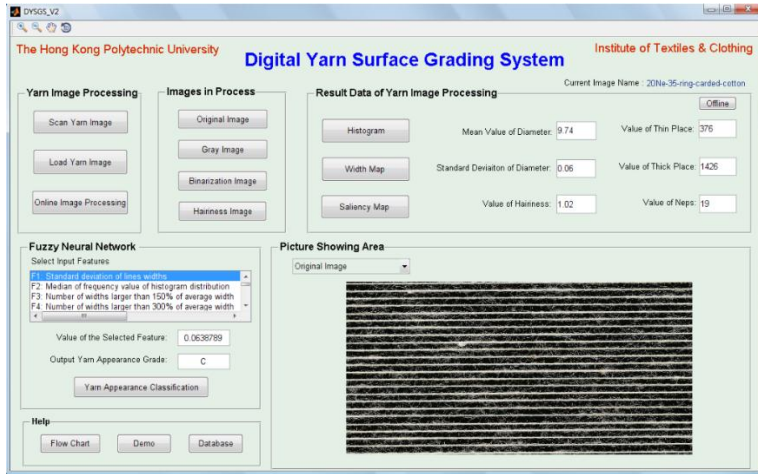 DYSGS_V2
The Hong Kong Polytechnic University
Digital Yarn Surface Grading System
Institute of Textiles & Clothing
Current Image Name : 20Ne-35-ring-carded-cotton
Yarn Image Processing
Scan Yarn Image
Load Yarn Image
Online Image Processing
Images in Process
Original Image
Gray Image
Binarization Image
Hairiness Image
Result Data of Yarn Image Processing
Offline
Histogram
Mean Value of Diameter: 9.74
Value of Thin Place: 376
Width Map
Standard Deviaiton of Diameter: 0.06
Value of Thick Place: 1426
Saliency Map
Value of Hairiness: 1.02
Value of Neps: 19
Fuzzy Neural Network
Select Input Features
F1: Standard deviation of lines widths
F2: Median of frequency value of histogram distribution
F3: Number of widths larger than 150% of average width
F4: Number of widths larger than 300% of average width
Value of the Selected Feature: 0.0638789
Output Yarn Appearance Grade: C
Yarn Appearance Classification
Help
Flow Chart
Demo
Database
Picture Showing Area
Original Image